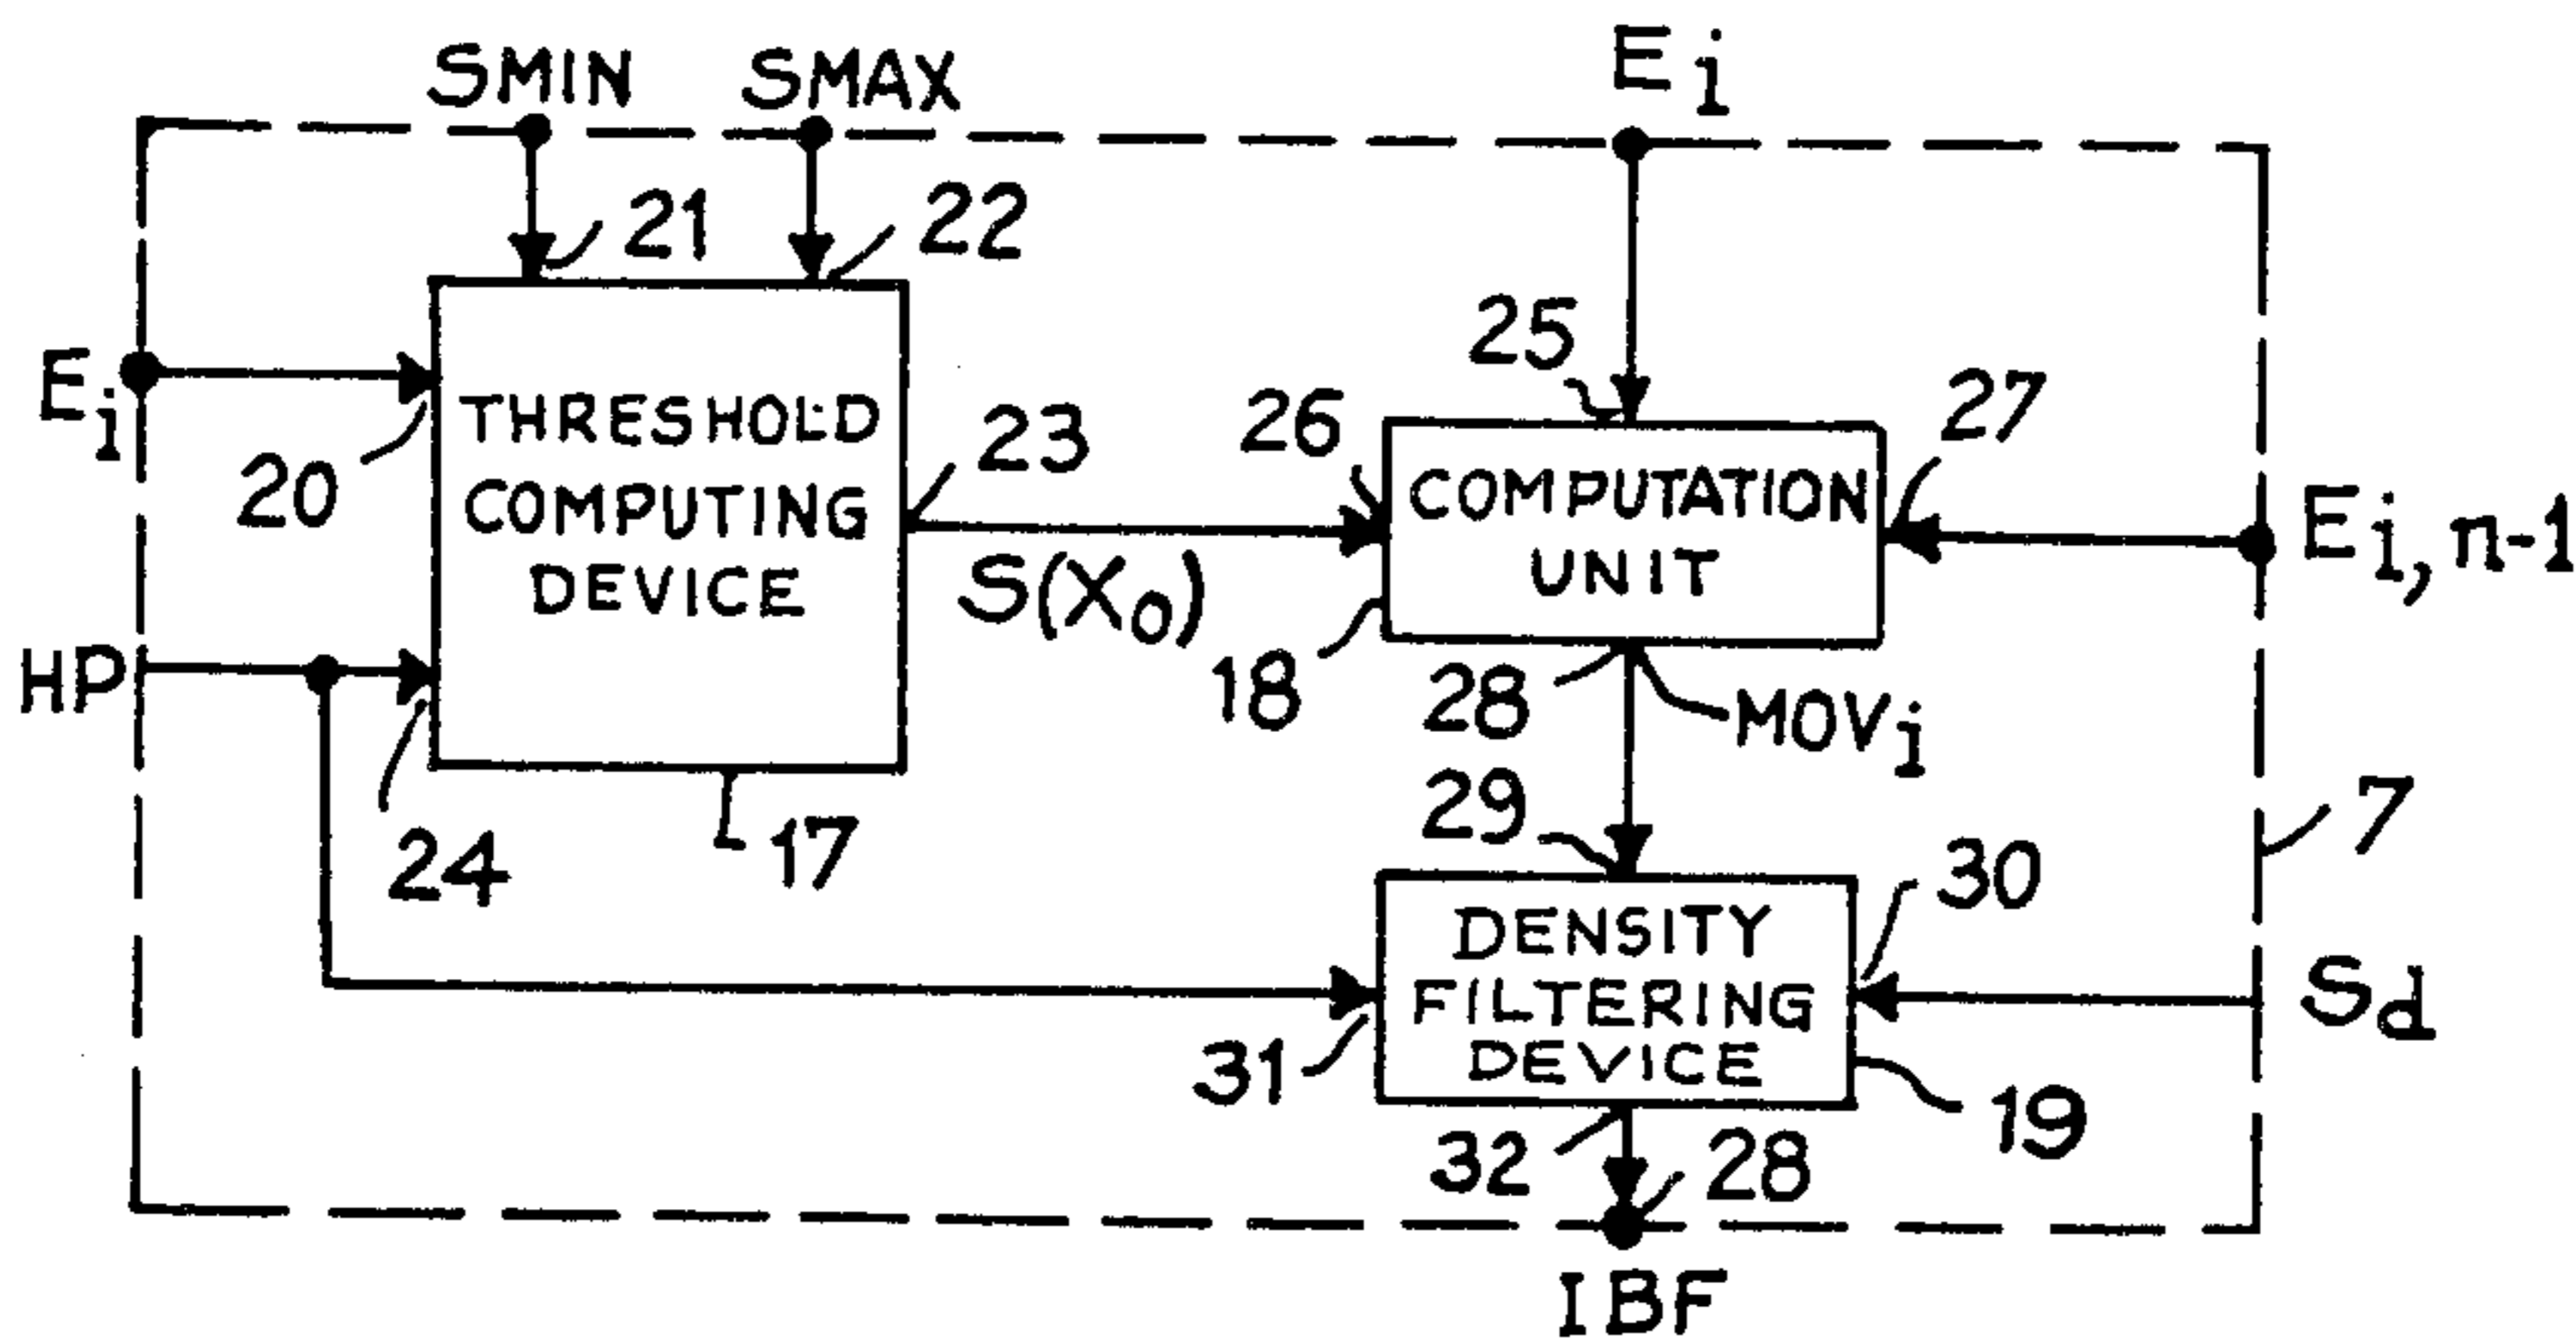 SMIN
SMAX
Ei
21
22
Ei
20
THRESHOLD
COMPUTING
DEVICE
23
S(X0)
25
26
COMPUTATION
UNIT
27
Ei, n-1
18
HP
24
17
28
MOVi
29
7
DENSITY
FILTERING
DEVICE
30
Sd
31
19
32
28
IBF